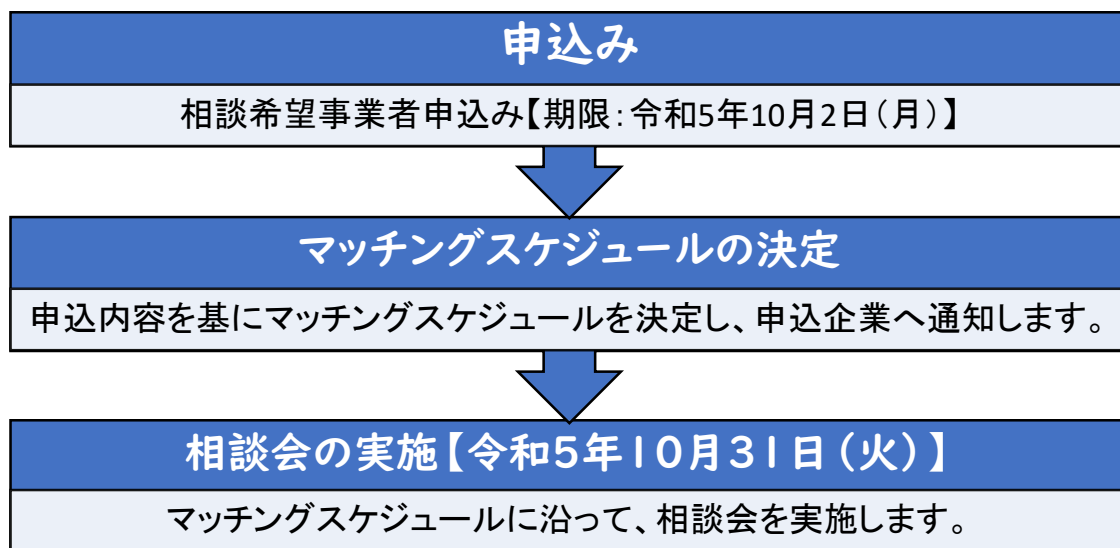 申込み
相談希望事業者申込み【期限：令和5年10月2日（月）】
マッチングスケジュールの決定
申込内容を基にマッチングスケジュールを決定し、申込企業へ通知します。
相談会の実施【令和5年10月31日（火）】
マッチングスケジュールに沿って、相談会を実施します。